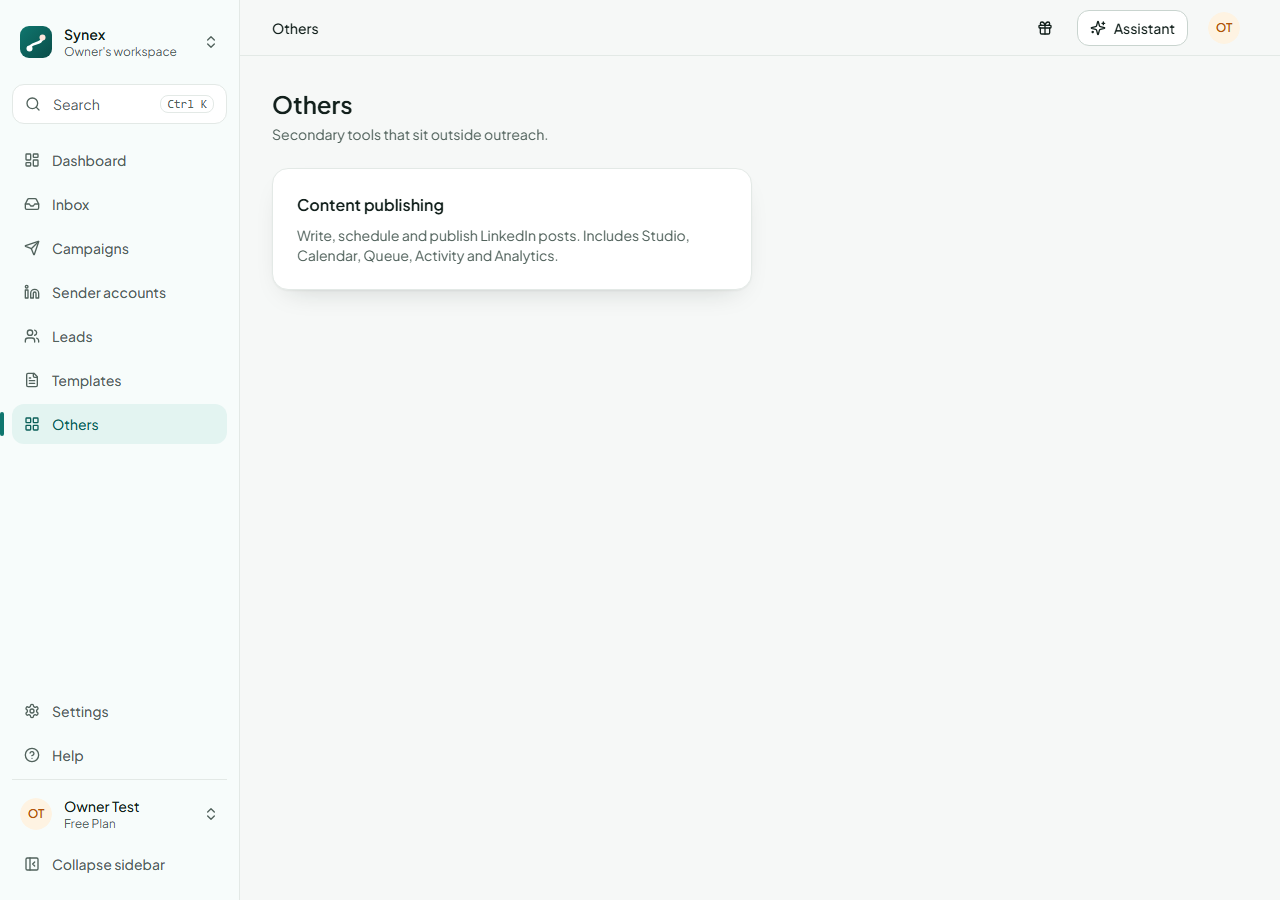 Synex
Owner's workspace
Search
Ctrl K
Dashboard
Inbox
Campaigns
Sender accounts
Leads
Templates
Others
Settings
Help
OT
Owner Test
Free Plan
Collapse sidebar
Others
Assistant
OT
Others
Secondary tools that sit outside outreach.
Content publishing
Write, schedule and publish LinkedIn posts. Includes Studio,
Calendar, Queue, Activity and Analytics.